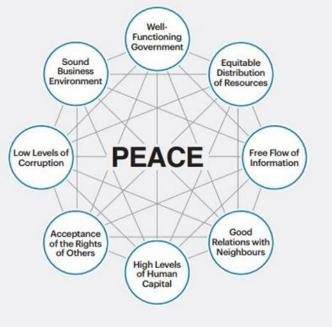 Well-
Functioning
Government
Sound
Business
Environment
Equitable
Distribution
of Resources
Low Levels of
Corruption
PEACE
Free Flow of
Information
Acceptance
of the Rights
of Others
Good
Relations with
Neighbours
High Levels
of Human
Capital